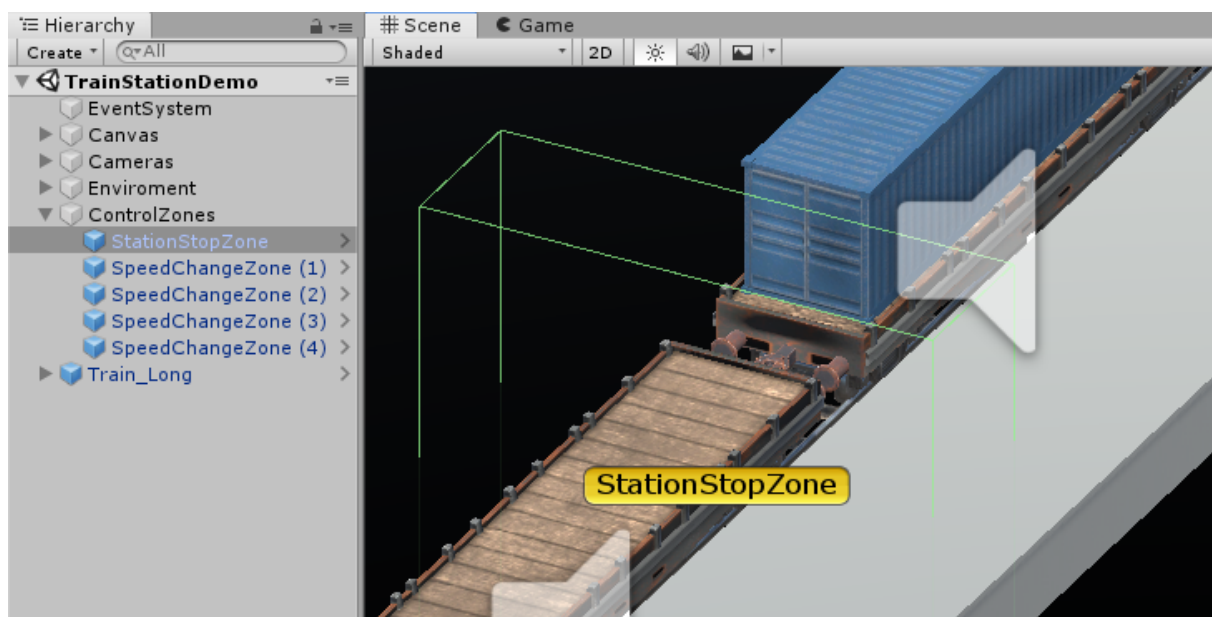 Hierarchy
Scene
Game
Create
All
Shaded
2D
TrainStationDemo
EventSystem
Canvas
Cameras
Enviroment
ControlZones
StationStopZone
SpeedChangeZone (1)
SpeedChangeZone (2)
SpeedChangeZone (3)
SpeedChangeZone (4)
Train_Long
StationStopZone